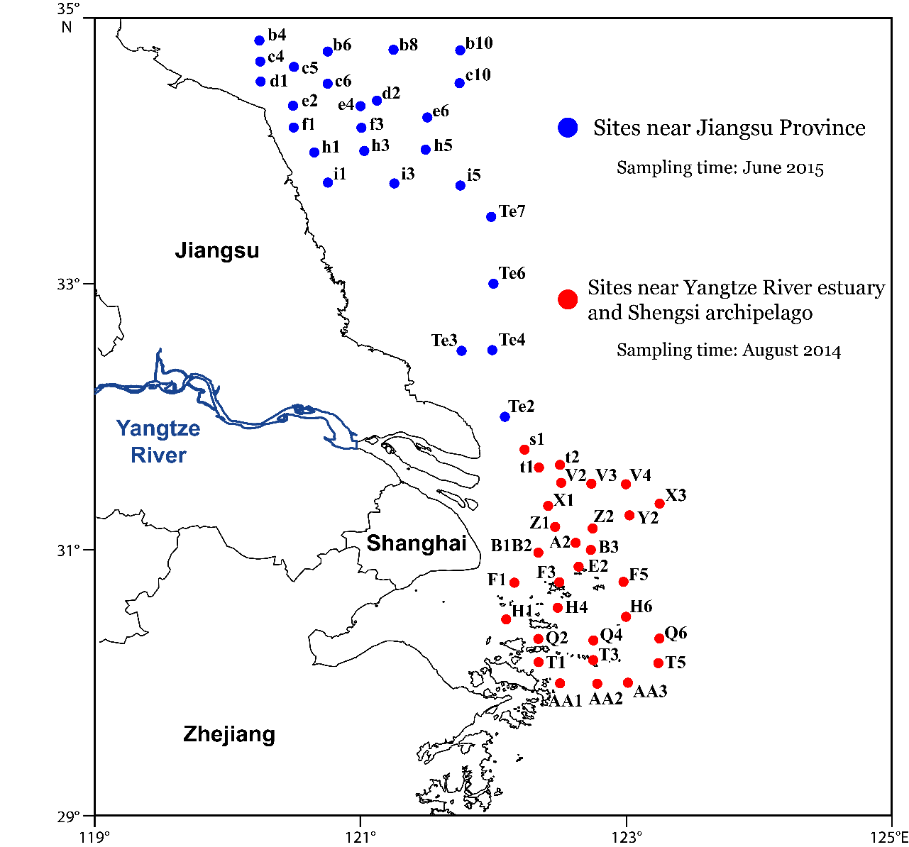 35°
N
b4
b6
b8
b10
c4
c5
c6
c10
d1
d2
e2
e4
e6
f1
f3
h1
h3
h5
i1
i3
i5
Sites near Jiangsu Province
Sampling time: June 2015
Te7
Jiangsu
Te6
33°
Sites near Yangtze River estuary
and Shengsi archipelago
Sampling time: August 2014
Te3
Te4
Te2
Yangtze
River
s1
t1
t2
V2
V3
V4
X1
X3
Y2
Z1
Z2
Shanghai
31°
B1B2
A2
B3
E2
F1
F3
F5
H1
H4
H6
Q2
Q4
Q6
T1
T3
T5
AA1
AA2
AA3
Zhejiang
29°
119°
121°
123°
125°E